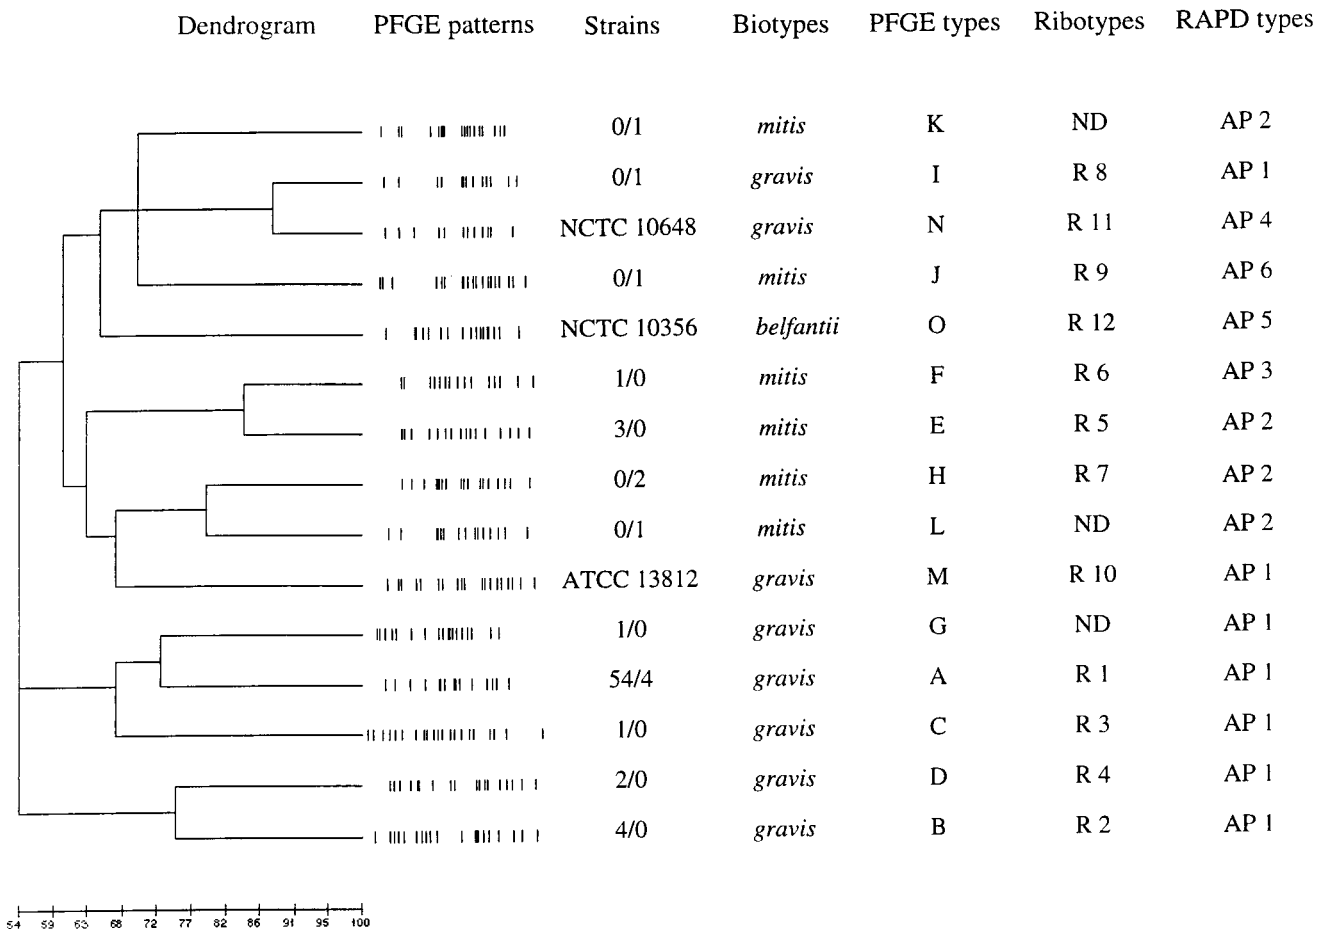 Dendrogram PFGE patterns Strains Biotypes PFGE types Ribotypes RAPD types
0/1 mitis K ND AP 2
0/1 gravis I R 8 AP 1
NCTC 10648 gravis N R 11 AP 4
0/1 mitis J R 9 AP 6
NCTC 10356 belfantii O R 12 AP 5
1/0 mitis F R 6 AP 3
3/0 mitis E R 5 AP 2
0/2 mitis H R 7 AP 2
0/1 mitis L ND AP 2
ATCC 13812 gravis M R 10 AP 1
1/0 gravis G ND AP 1
54/4 gravis A R 1 AP 1
1/0 gravis C R 3 AP 1
2/0 gravis D R 4 AP 1
4/0 gravis B R 2 AP 1
54 59 63 68 72 77 82 86 91 95 100